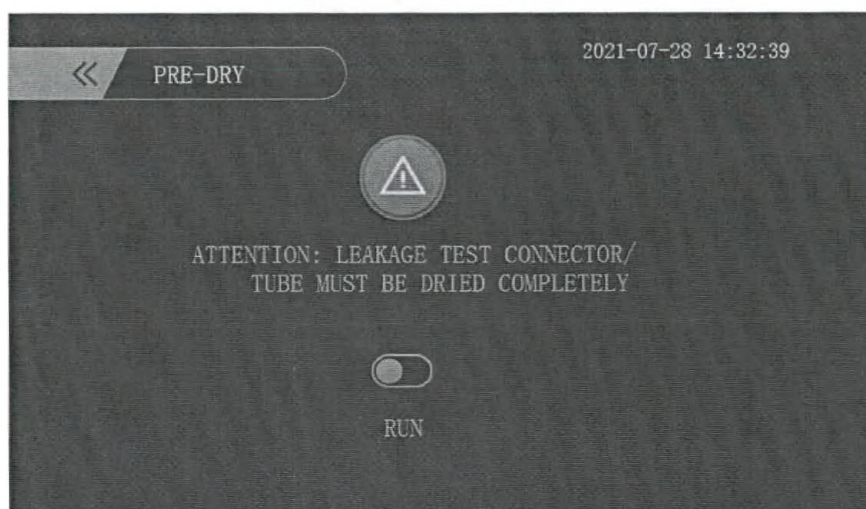 PRE-DRY
2021-07-28 14:32:39
ATTENTION: LEAKAGE TEST CONNECTOR/
TUBE MUST BE DRIED COMPLETELY
RUN